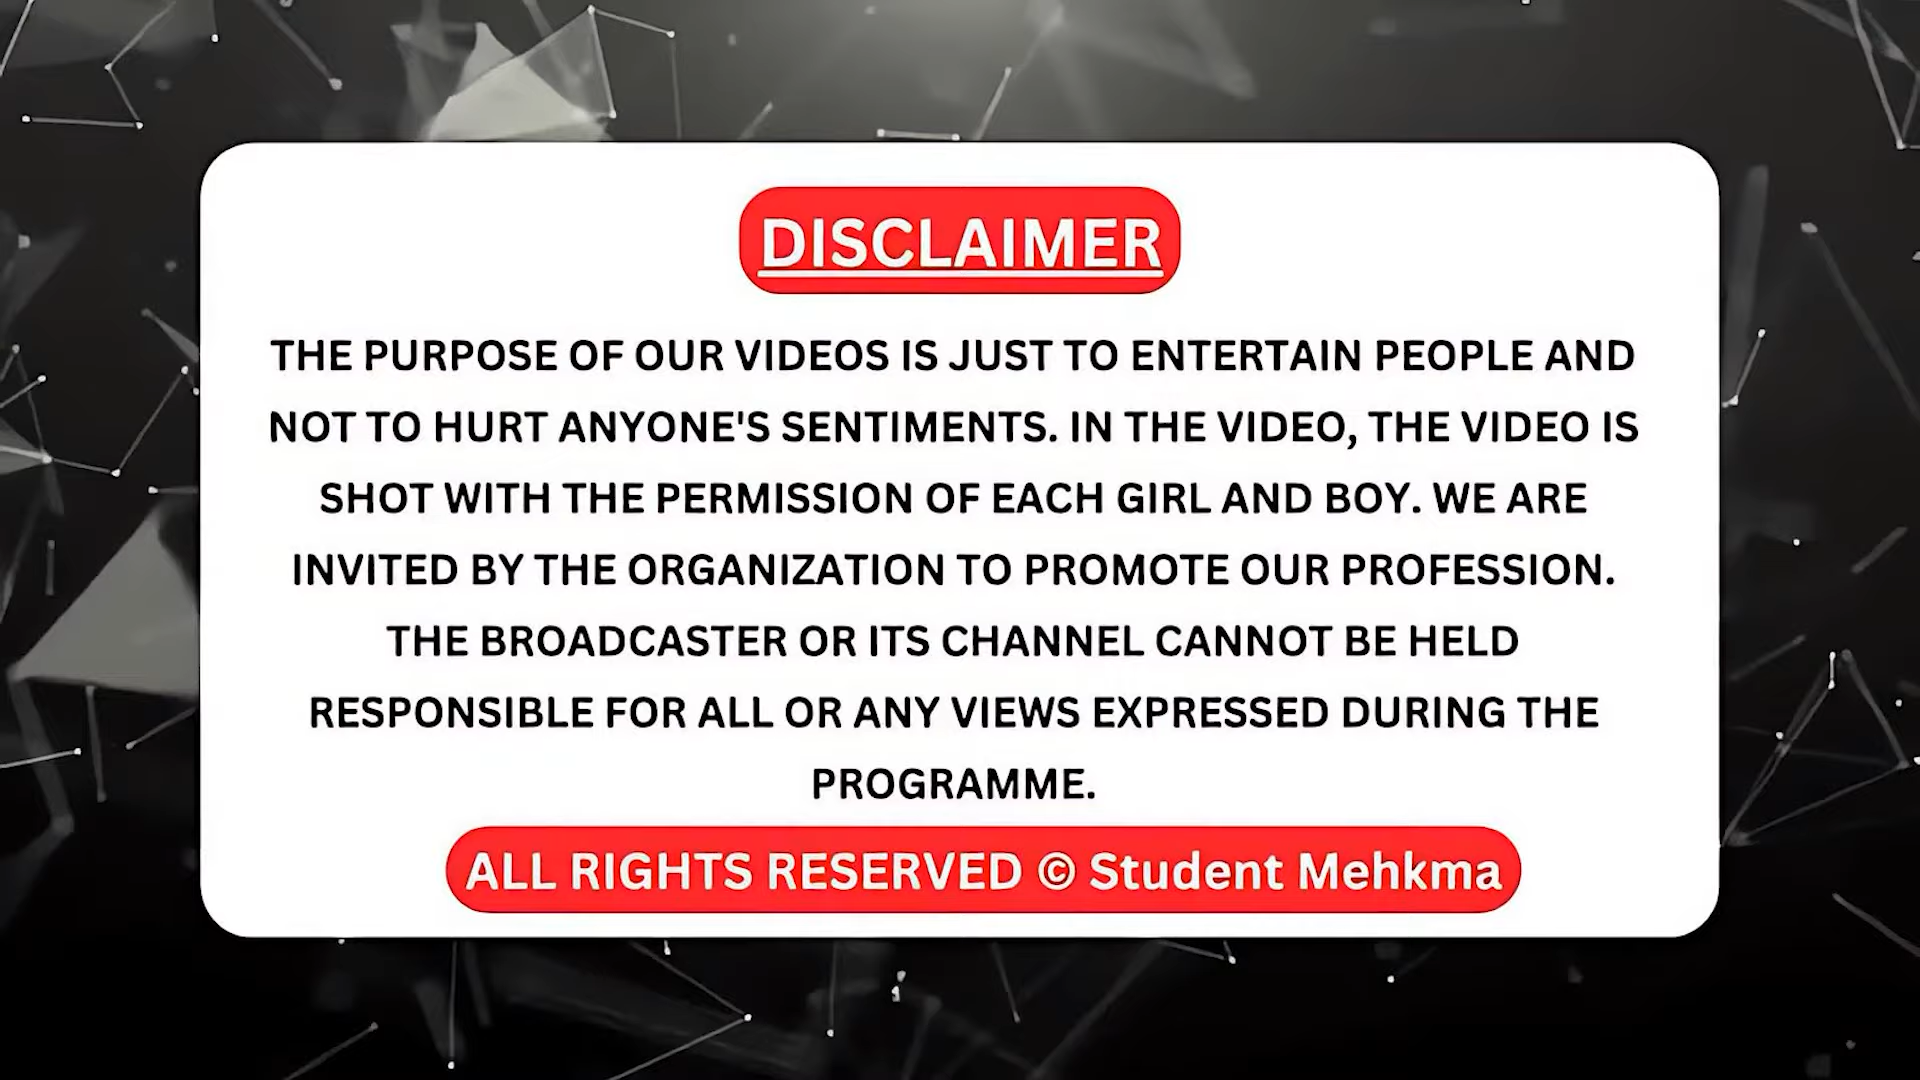 DISCLAIMER
THE PURPOSE OF OUR VIDEOS IS JUST TO ENTERTAIN PEOPLE AND
NOT TO HURT ANYONE'S SENTIMENTS. IN THE VIDEO, THE VIDEO IS
SHOT WITH THE PERMISSION OF EACH GIRL AND BOY. WE ARE
INVITED BY THE ORGANIZATION TO PROMOTE OUR PROFESSION.
THE BROADCASTER OR ITS CHANNEL CANNOT BE HELD
RESPONSIBLE FOR ALL OR ANY VIEWS EXPRESSED DURING THE
PROGRAMME.
ALL RIGHTS RESERVED © Student Mehkma